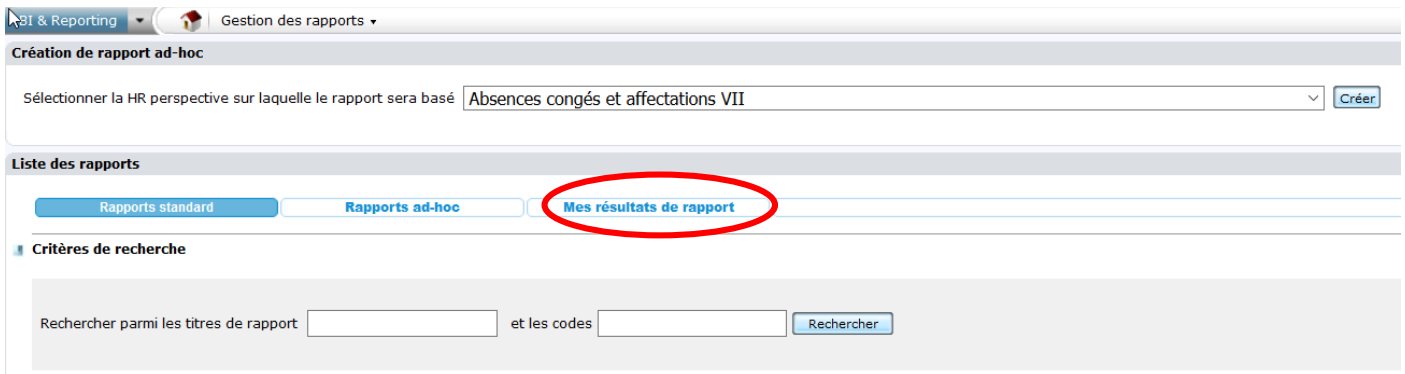 BI & Reporting Gestion des rapports
Création de rapport ad-hoc
Sélectionner la HR perspective sur laquelle le rapport sera basé Absences congés et affectations VII Créer
Liste des rapports
Rapports standard Rapports ad-hoc Mes résultats de rapport
Critères de recherche
Rechercher parmi les titres de rapport et les codes Rechercher